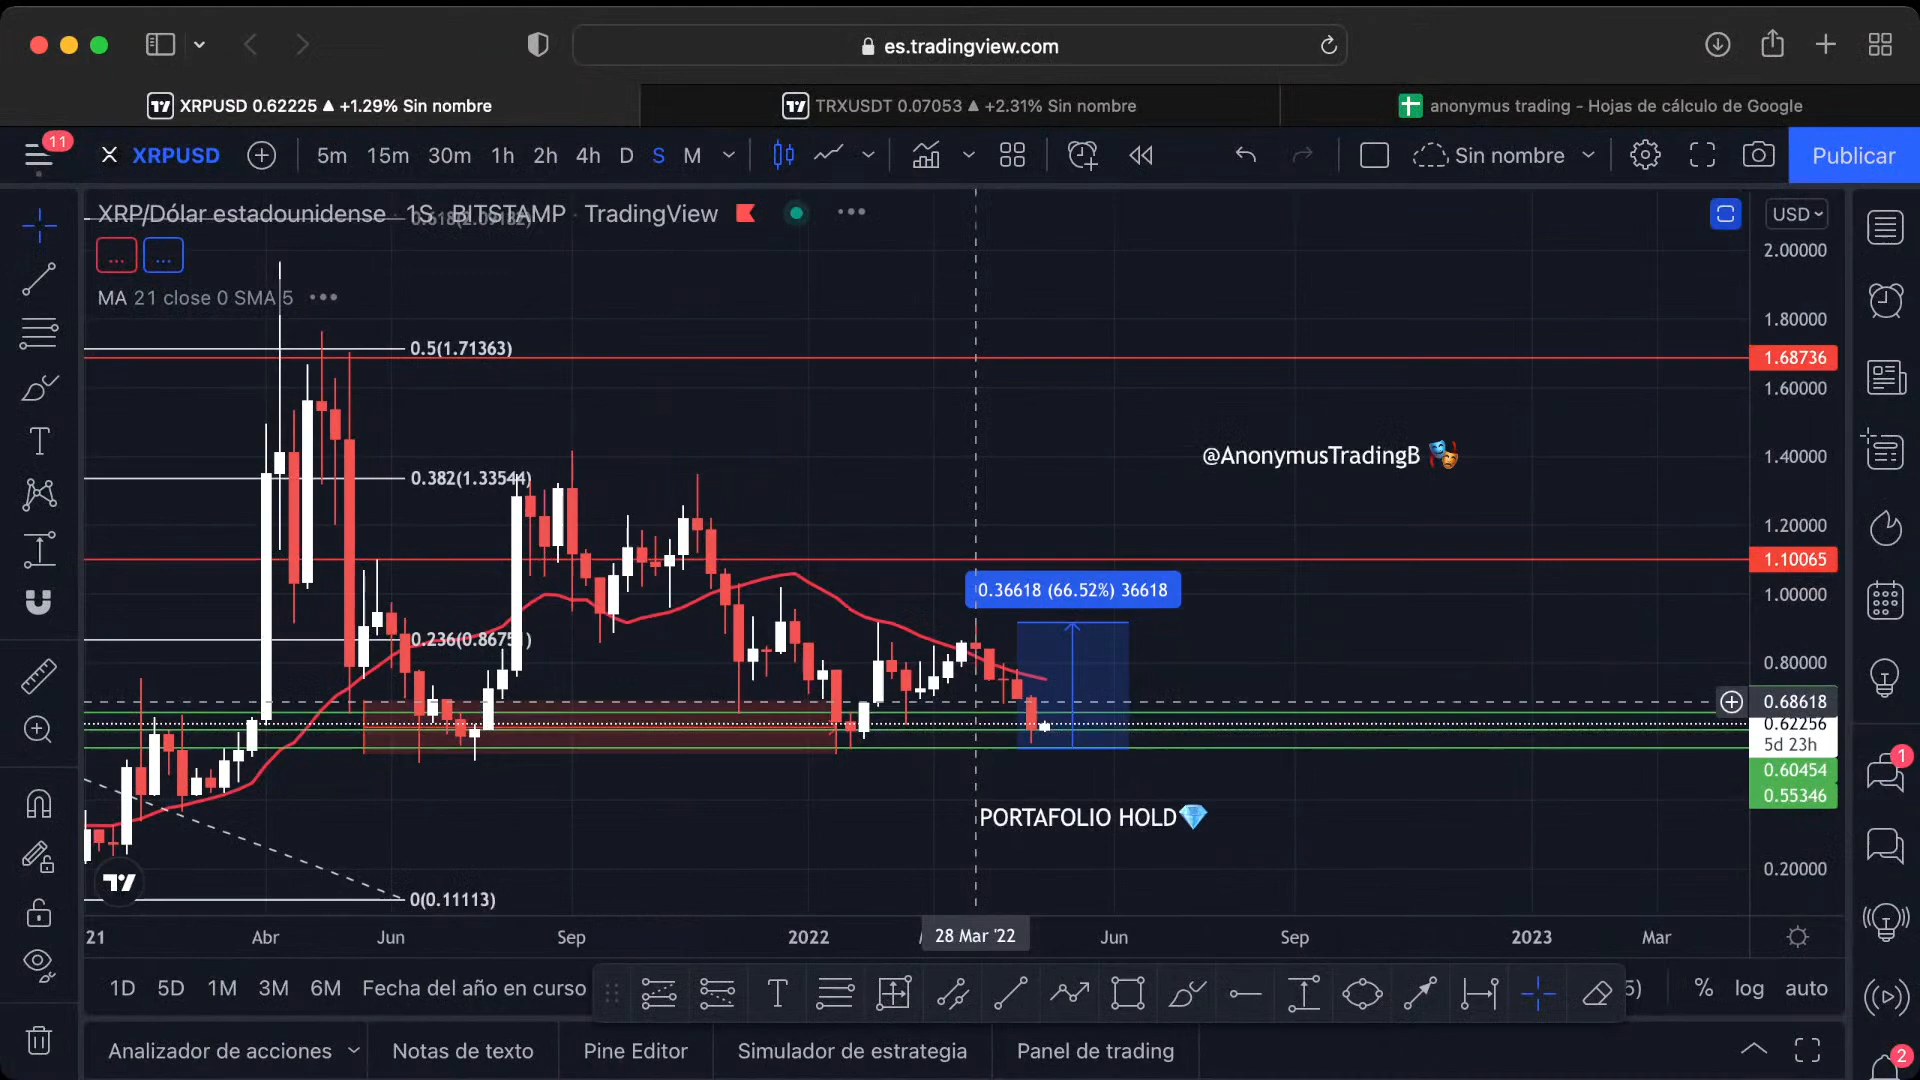 es.tradingview.com
XRPUSD 0.62225 ▲ +1.29% Sin nombre
TRXUSDT 0.07053 ▲ +2.31% Sin nombre
anonymus trading - Hojas de cálculo de Google
11
XRPUSD
5m 15m 30m 1h 2h 4h D S M
Sin nombre
Publicar
XRP/Dólar estadounidense · 1S · BITSTAMP · TradingView
USD
MA 21 close 0 SMA 5
0.5(1.71363)
0.382(1.33544)
@AnonymusTradingB
0.36618 (66.52%) 36618
PORTAFOLIO HOLD
0(0.11113)
2.00000
1.80000
1.68736
1.60000
1.40000
1.20000
1.10065
1.00000
0.80000
0.68618
0.62256
5d 23h
0.60454
0.55346
0.20000
21 Abr Jun Sep 2022 28 Mar '22 Jun Sep 2023 Mar
1D 5D 1M 3M 6M Fecha del año en curso
% log auto
Analizador de acciones Notas de texto Pine Editor Simulador de estrategia Panel de trading
1
2